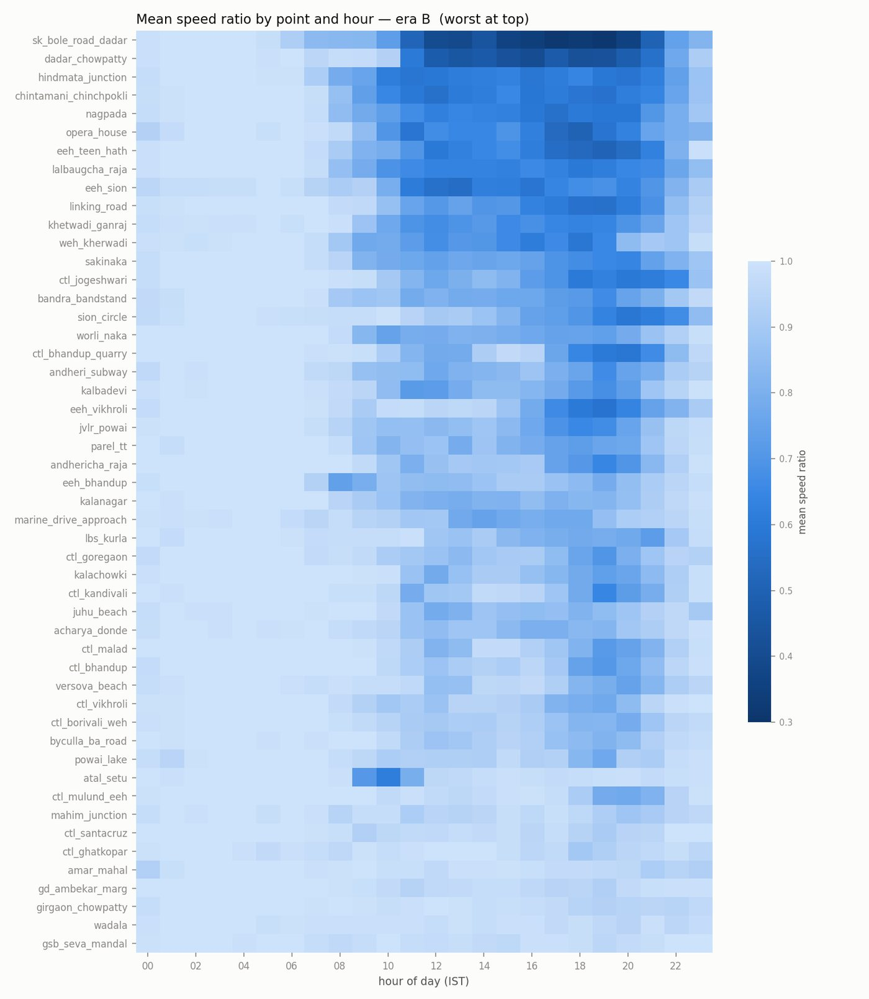 Mean speed ratio by point and hour — era B  (worst at top)
sk_bole_road_dadar
dadar_chowpatty
hindmata_junction
chintamani_chinchpokli
nagpada
opera_house
eeh_teen_hath
lalbaugcha_raja
eeh_sion
linking_road
khetwadi_ganraj
weh_kherwadi
sakinaka
ctl_jogeshwari
bandra_bandstand
sion_circle
worli_naka
ctl_bhandup_quarry
andheri_subway
kalbadevi
eeh_vikhroli
jvlr_powai
parel_tt
andhericha_raja
eeh_bhandup
kalanagar
marine_drive_approach
lbs_kurla
ctl_goregaon
kalachowki
ctl_kandivali
juhu_beach
acharya_donde
ctl_malad
ctl_bhandup
versova_beach
ctl_vikhroli
ctl_borivali_weh
byculla_ba_road
powai_lake
atal_setu
ctl_mulund_eeh
mahim_junction
ctl_santacruz
ctl_ghatkopar
amar_mahal
gd_ambekar_marg
girgaon_chowpatty
wadala
gsb_seva_mandal
00 02 04 06 08 10 12 14 16 18 20 22
hour of day (IST)
1.0
0.9
0.8
0.7
0.6
0.5
0.4
0.3
mean speed ratio